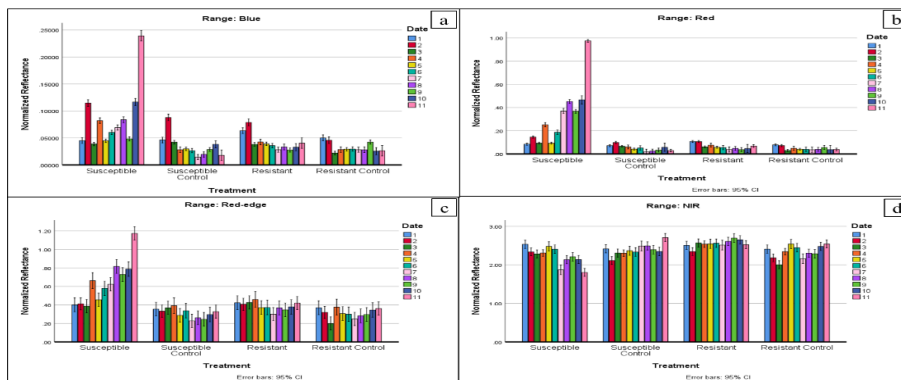 Range: Blue
a
Normalized Reflectance
.25000
.20000
.15000
.10000
.05000
.00000
Susceptible
Susceptible Control
Resistant
Resistant Control
Treatment
Date
1
2
3
4
5
6
7
8
9
10
11
Range: Red
b
Normalized Reflectance
1.00
.80
.60
.40
.20
.00
Susceptible
Susceptible Control
Resistant
Resistant Control
Treatment
Error bars: 95% CI
Date
1
2
3
4
5
6
7
8
9
10
11
Range: Red-edge
c
Normalized Reflectance
1.20
1.00
.80
.60
.40
.20
.00
Susceptible
Susceptible Control
Resistant
Resistant Control
Treatment
Error bars: 95% CI
Date
1
2
3
4
5
6
7
8
9
10
11
Range: NIR
d
Normalized Reflectance
3.00
2.00
1.00
.00
Susceptible
Susceptible Control
Resistant
Resistant Control
Treatment
Error bars: 95% CI
Date
1
2
3
4
5
6
7
8
9
10
11